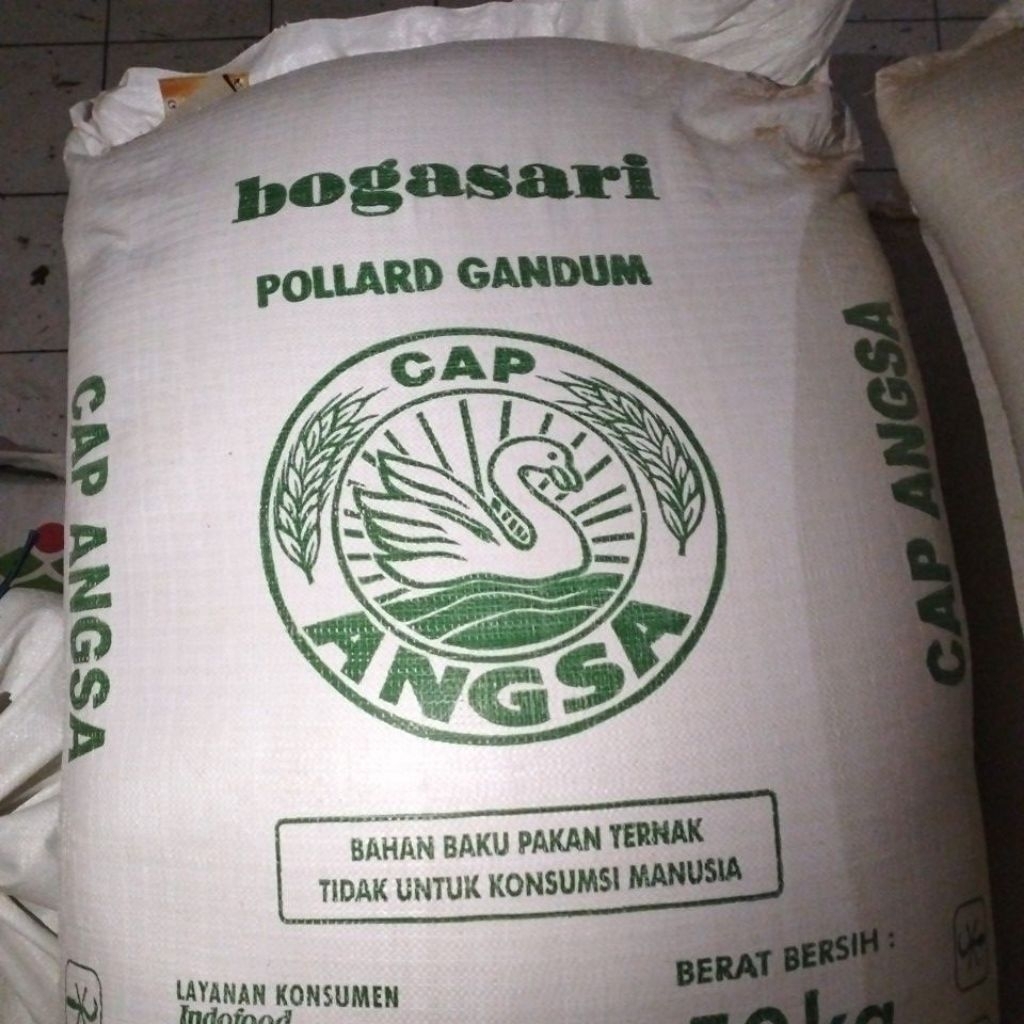 bogasari
POLLARD GANDUM
CAP
ANGSA
CAP ANGSA
CAP ANGSA
BAHAN BAKU PAKAN TERNAK
TIDAK UNTUK KONSUMSI MANUSIA
BERAT BERSIH :
LAYANAN KONSUMEN
Indofood